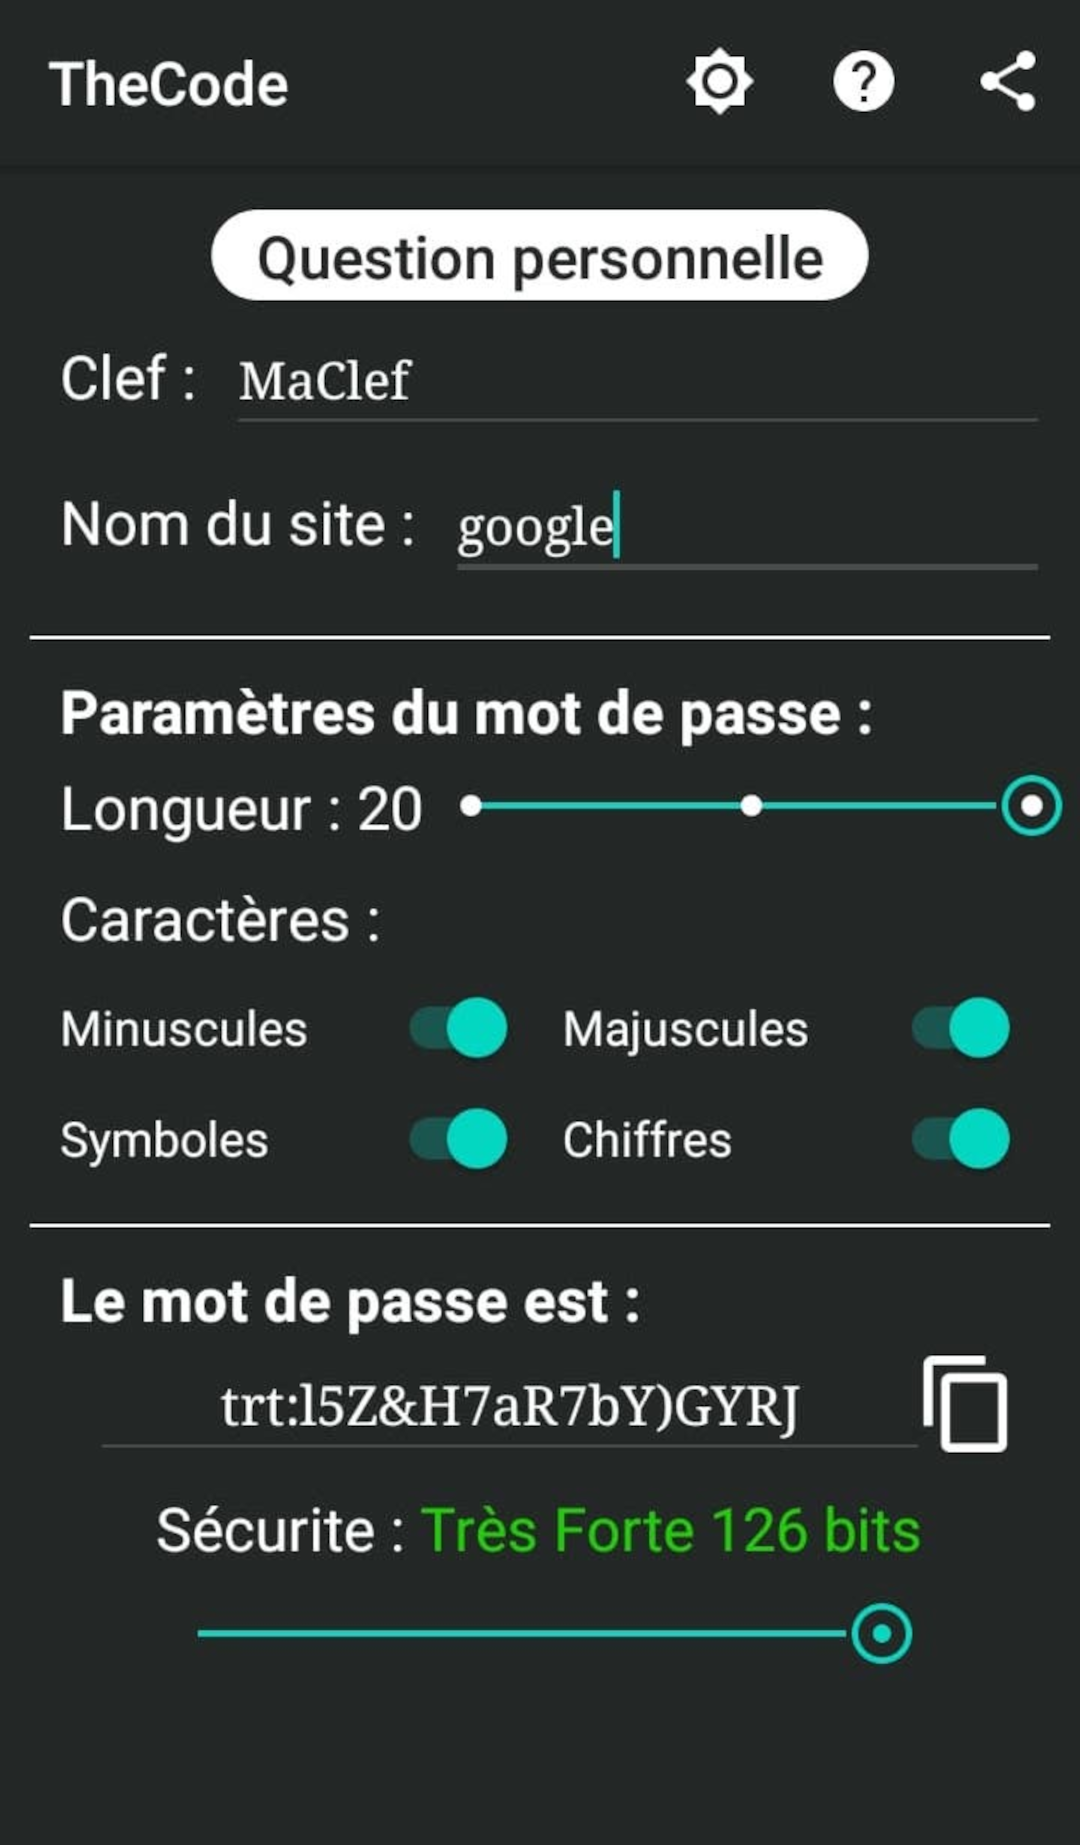 TheCode
Question personnelle
Clef : MaClef
Nom du site : google
Paramètres du mot de passe :
Longueur : 20
Caractères :
Minuscules Majuscules
Symboles Chiffres
Le mot de passe est :
trt:l5Z&H7aR7bY)GYRJ
Sécurite : Très Forte 126 bits